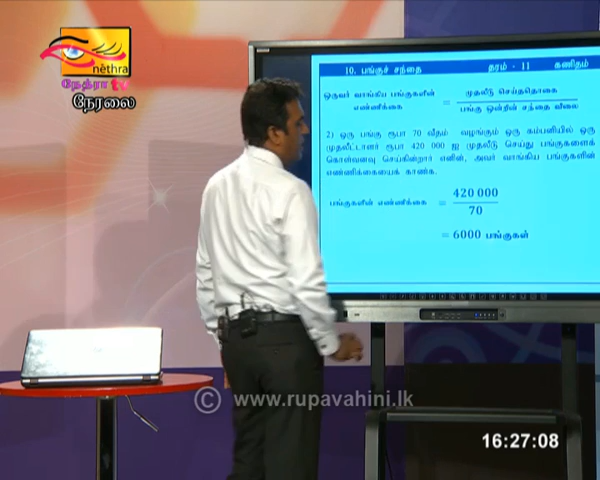 nethra
நேத்ரா tv
நேரலை
10. பங்குச் சந்தை தரம் - 11 கணிதம்
ஒருவர் வாங்கிய பங்குகளின் எண்ணிக்கை = முதலீடு செய்ததொகை / பங்கு ஒன்றின் சந்தை விலை
2) ஒரு பங்கு ரூபா 70 வீதம் வழங்கும் ஒரு கம்பனியில் ஒரு
முதலீட்டாளர் ரூபா 420 000 ஐ முதலீடு செய்து பங்குகளைக்
கொள்வனவு செய்கின்றார் எனின், அவர் வாங்கிய பங்குகளின்
எண்ணிக்கையைக் காண்க.
பங்குகளின் எண்ணிக்கை = 420 000 / 70
= 6000 பங்குகள்
© www.rupavahini.lk
16:27:08